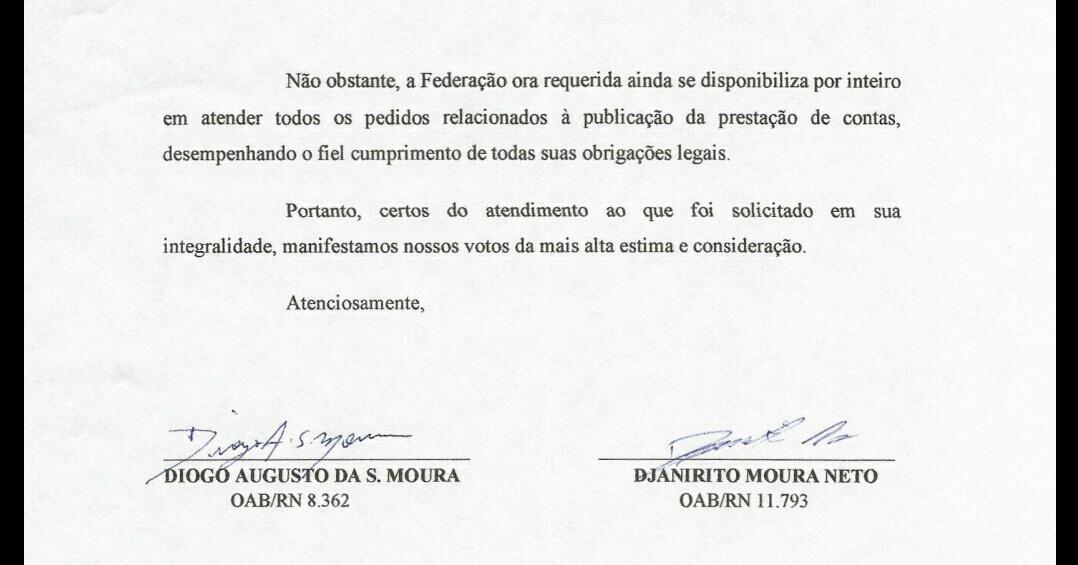 Não obstante, a Federação ora requerida ainda se disponibiliza por inteiro
em atender todos os pedidos relacionados à publicação da prestação de contas,
desempenhando o fiel cumprimento de todas suas obrigações legais.
Portanto, certos do atendimento ao que foi solicitado em sua
integralidade, manifestamos nossos votos da mais alta estima e consideração.
Atenciosamente,
Diogo A. S. Moura
DIOGO AUGUSTO DA S. MOURA
OAB/RN 8.362
DJANIRITO MOURA NETO
OAB/RN 11.793